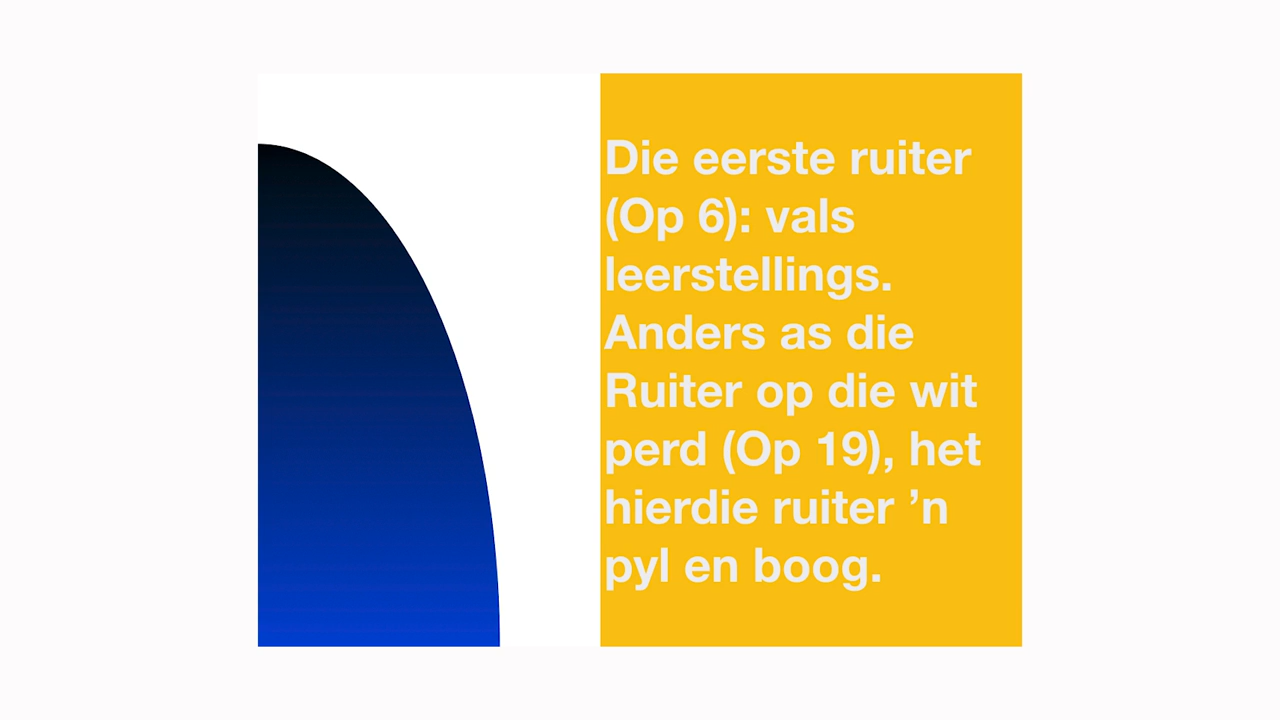 Die eerste ruiter
(Op 6): vals
leerstellings.
Anders as die
Ruiter op die wit
perd (Op 19), het
hierdie ruiter ’n
pyl en boog.